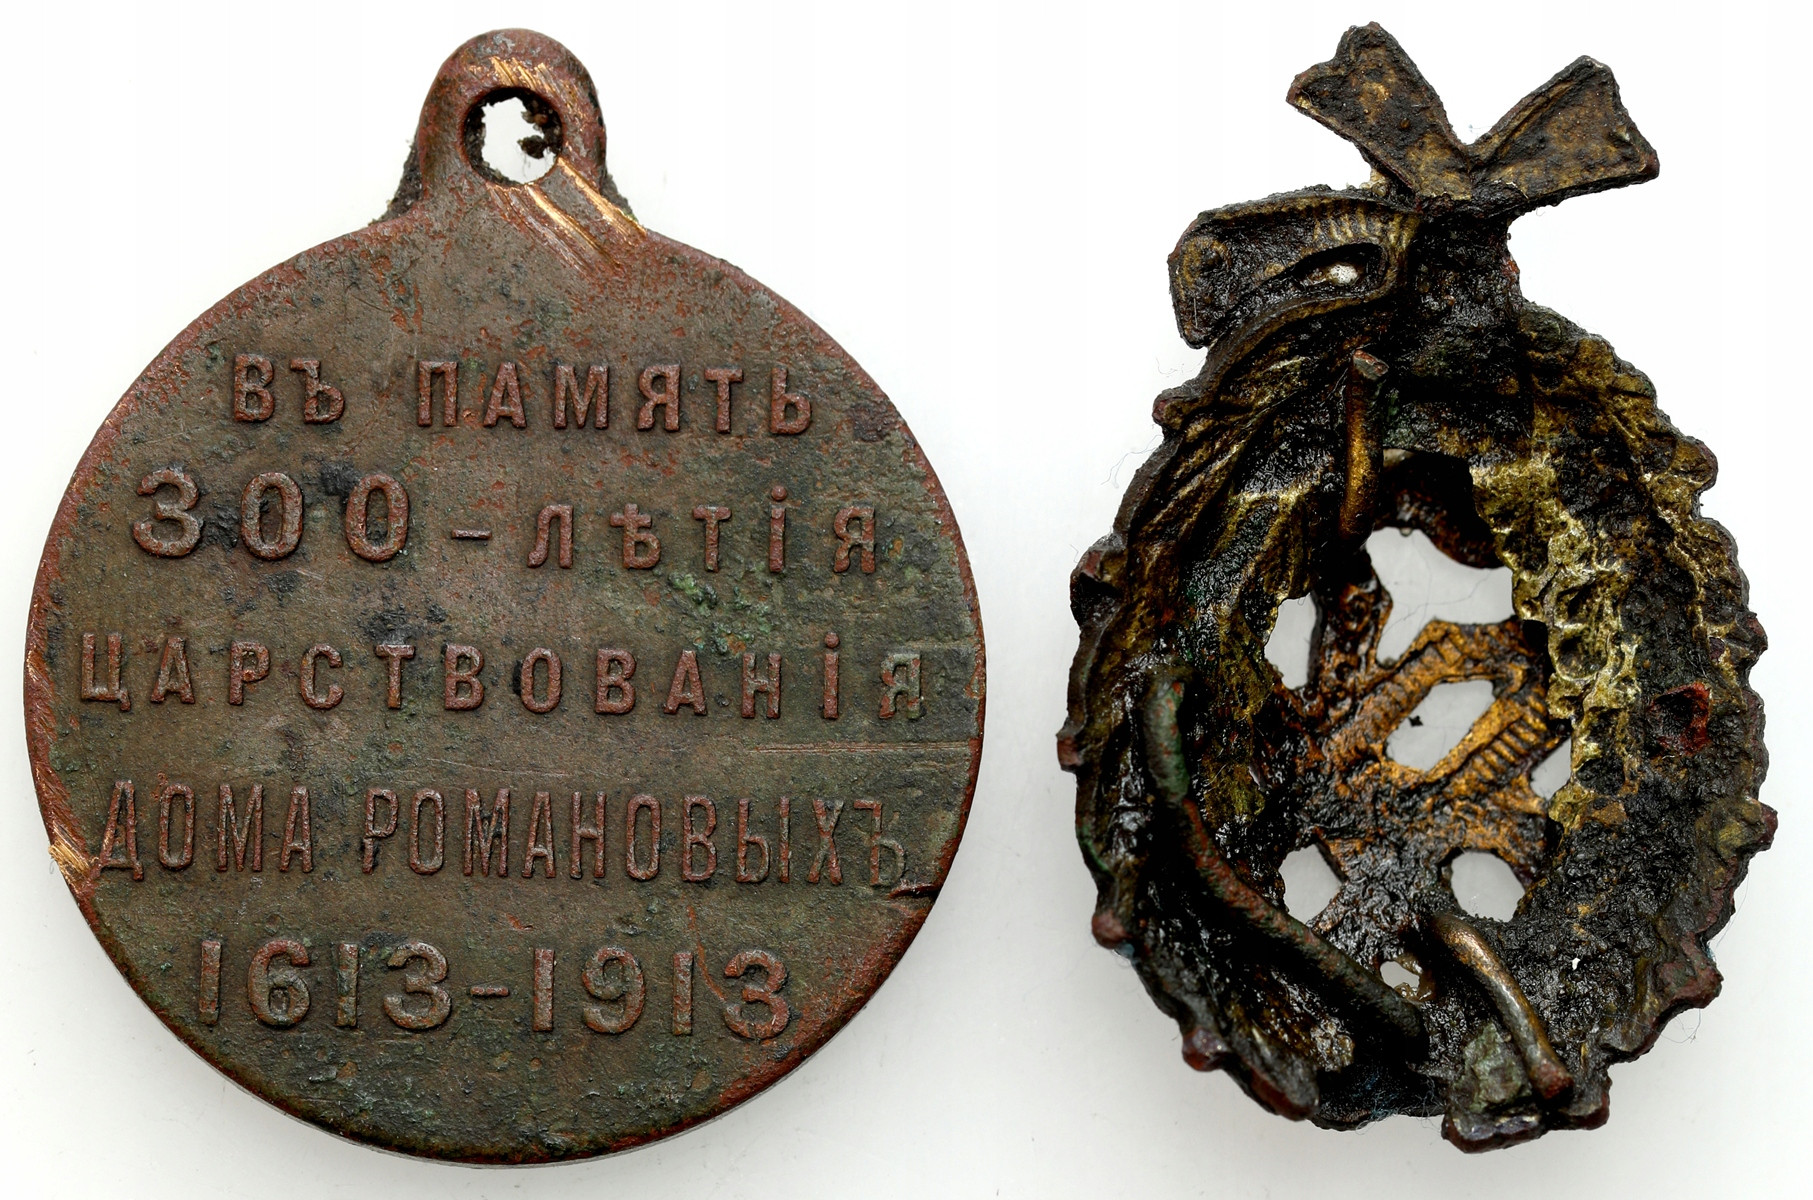 ВЪ ПАМЯТЬ
300-ЛѢТІЯ
ЦАРСТВОВАНІЯ
ДОМА РОМАНОВЫХЪ
1613-1913